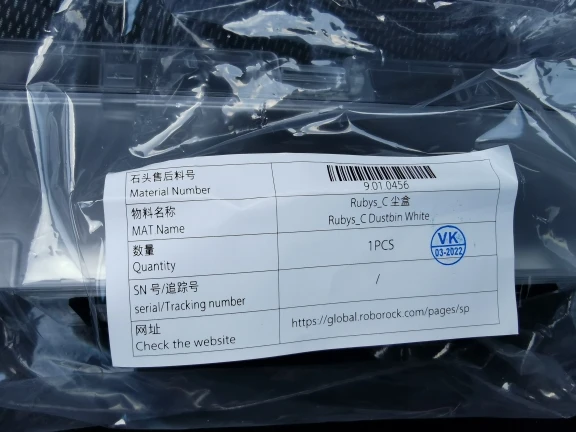 石头售后料号
Material Number
9 01 0456
物料名称
MAT Name
Rubys_C 尘盒
Rubys_C Dustbin White
数量
Quantity
1PCS
VK
03-2022
SN 号/追踪号
serial/Tracking number
/
网址
Check the website
https://global.roborock.com/pages/sp